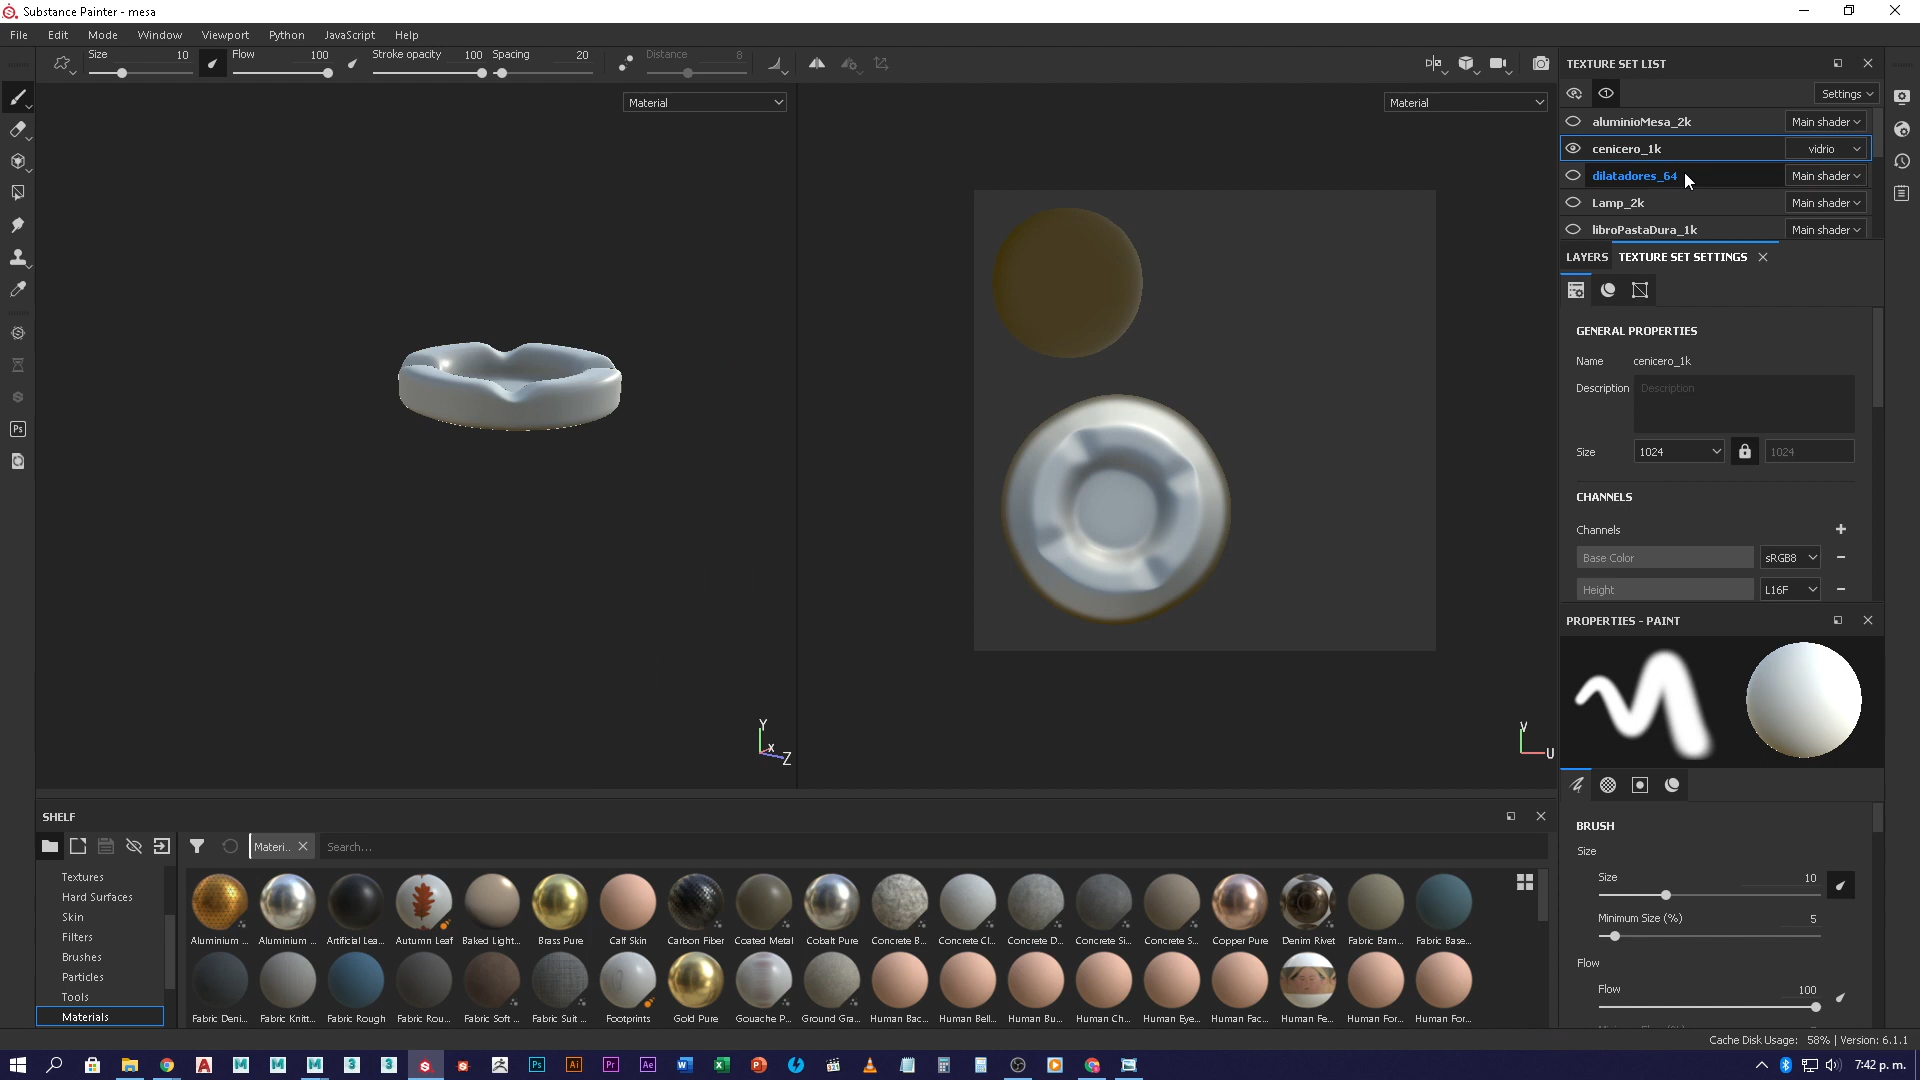 Substance Painter - mesa
File Edit Mode Window Viewport Python JavaScript Help
Size 10 Flow 100 Stroke opacity 100 Spacing 20 Distance 8
Material
Material
TEXTURE SET LIST
Settings
aluminioMesa_2k Main shader
cenicero_1k vidrio
dilatadores_64 Main shader
Lamp_2k Main shader
libroPastaDura_1k Main shader
LAYERS TEXTURE SET SETTINGS
GENERAL PROPERTIES
Name cenicero_1k
Description Description
Size 1024 1024
CHANNELS
Channels
Base Color sRGB8
Height L16F
PROPERTIES - PAINT
BRUSH
Size
Size 10
Minimum Size (%) 5
Flow
Flow 100
Y
X
Z
V
U
SHELF
Materi.. Search...
Textures
Hard Surfaces
Skin
Filters
Brushes
Particles
Tools
Materials
Aluminium ... Aluminium ... Artificial Lea... Autumn Leaf Baked Light... Brass Pure Calf Skin Carbon Fiber Coated Metal Cobalt Pure Concrete B... Concrete Cl... Concrete D... Concrete Si... Concrete S... Copper Pure Denim Rivet Fabric Bam... Fabric Base...
Fabric Deni... Fabric Knitt... Fabric Rough Fabric Rou... Fabric Soft ... Fabric Suit ... Footprints Gold Pure Gouache P... Ground Gra... Human Bac... Human Bell... Human Bu... Human Ch... Human Eye... Human Fac... Human Fe... Human For... Human For...
Cache Disk Usage: 58% | Version: 6.1.1
7:42 p. m.